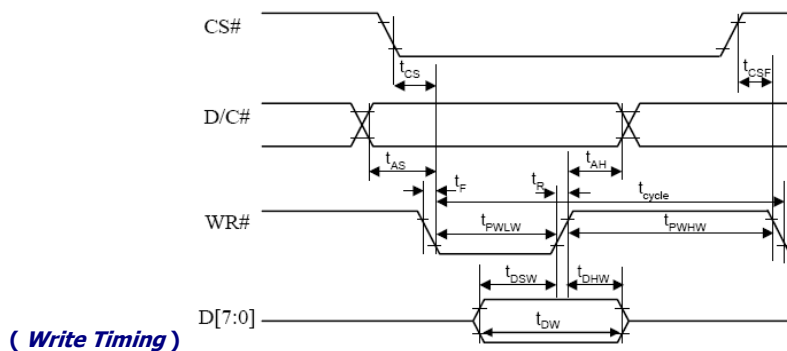 CS#
tCS
tCSF
D/C#
tAS
tAH
tF
tR
tcycle
WR#
tPWLW
tPWHW
tDSW
tDHW
D[7:0]
tDW
( Write Timing )